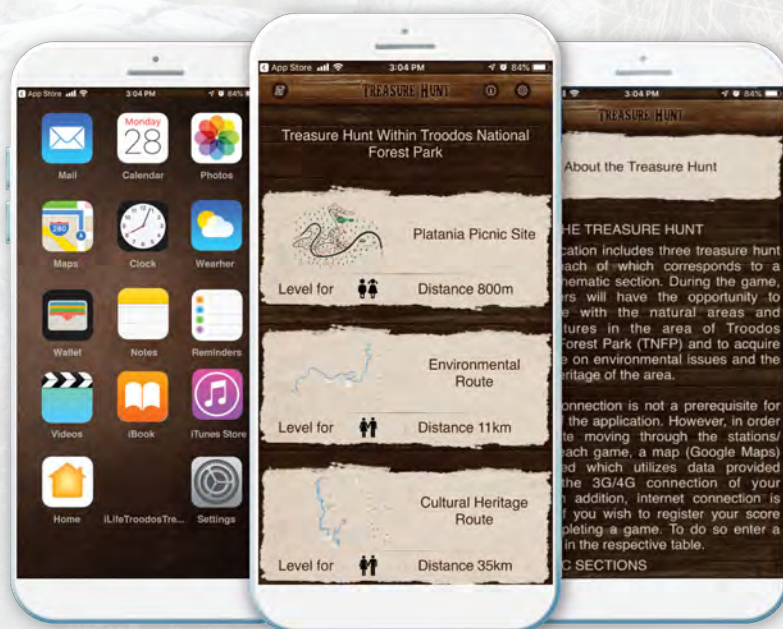 App Store 3:04 PM 84%
Monday
28
Mail Calendar Photos
280
Maps Clock Wearher
Wallet Notes Reminders
Videos iBook iTunes Store
Home iLifeTroodosTre... Settings
App Store 3:04 PM 84%
TREASURE HUNT
Treasure Hunt Within Troodos National
Forest Park
Platania Picnic Site
Level for Distance 800m
Environmental
Route
Level for Distance 11km
Cultural Heritage
Route
Level for Distance 35km
3:04 PM 84%
TREASURE HUNT
About the Treasure Hunt
HE TREASURE HUNT
cation includes three treasure hunt
each of which corresponds to a
hematic section. During the game,
ers will have the opportunity to
e with the natural areas and
tures in the area of Troodos
Forest Park (TNFP) and to acquire
e on environmental issues and the
eritage of the area.
onnection is not a prerequisite for
the application. However, in order
te moving through the stations/
each game, a map (Google Maps)
ed which utilizes data provided
the 3G/4G connection of your
n addition, internet connection is
f you wish to register your score
pleting a game. To do so enter a
in the respective table.
C SECTIONS